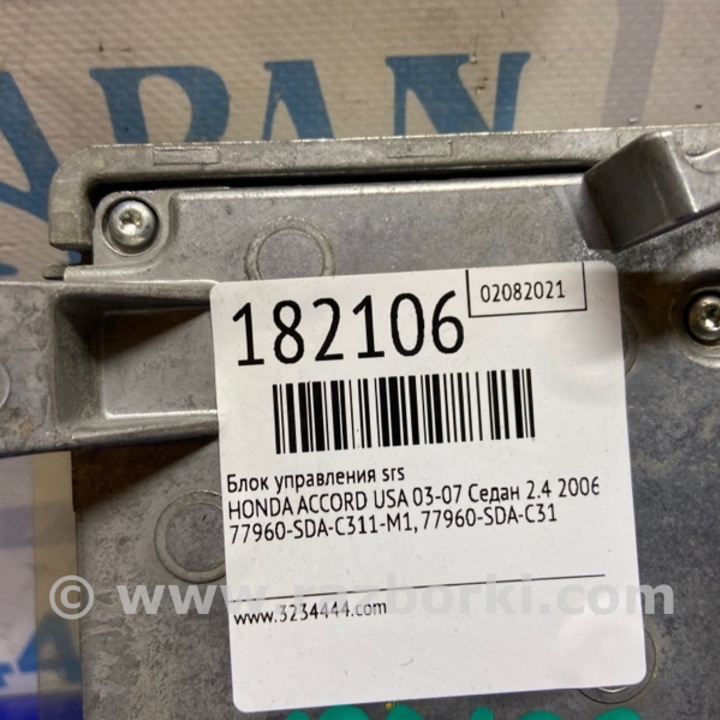 JAPAN
182106
02082021
Блок управления srs
HONDA ACCORD USA 03-07 Седан 2.4 2006
77960-SDA-C311-M1, 77960-SDA-C31
© www.razborki.com
www.3234444.com